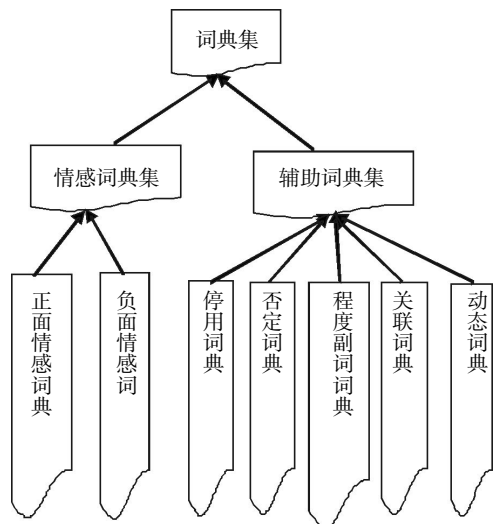 词典集
情感词典集
辅助词典集
正面情感词典
负面情感词
停用词典
否定词典
程度副词词典
关联词典
动态词典